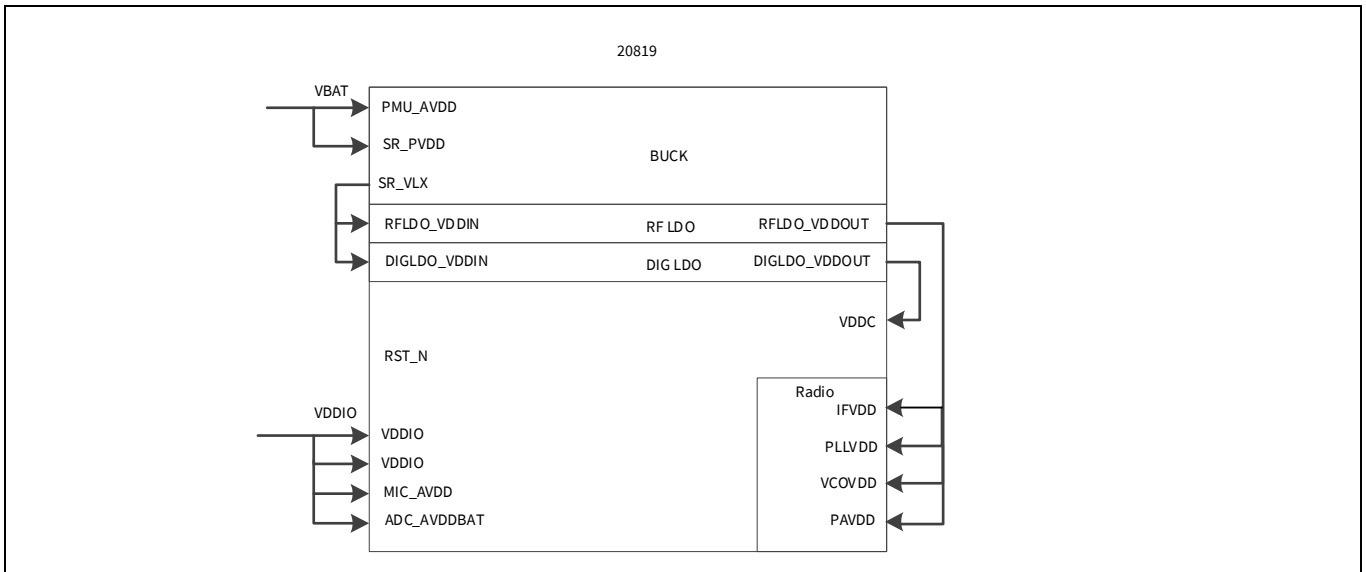 20819
VBAT
PMU_AVDD
SR_PVDD
BUCK
SR_VLX
RFLDO_VDDIN RF LDO RFLDO_VDDOUT
DIGLDO_VDDIN DIG LDO DIGLDO_VDDOUT
VDDC
RST_N
Radio
IFVDD
VDDIO
VDDIO
PLLVDD
VDDIO
VCOVDD
MIC_AVDD
ADC_AVDDBAT PAVDD